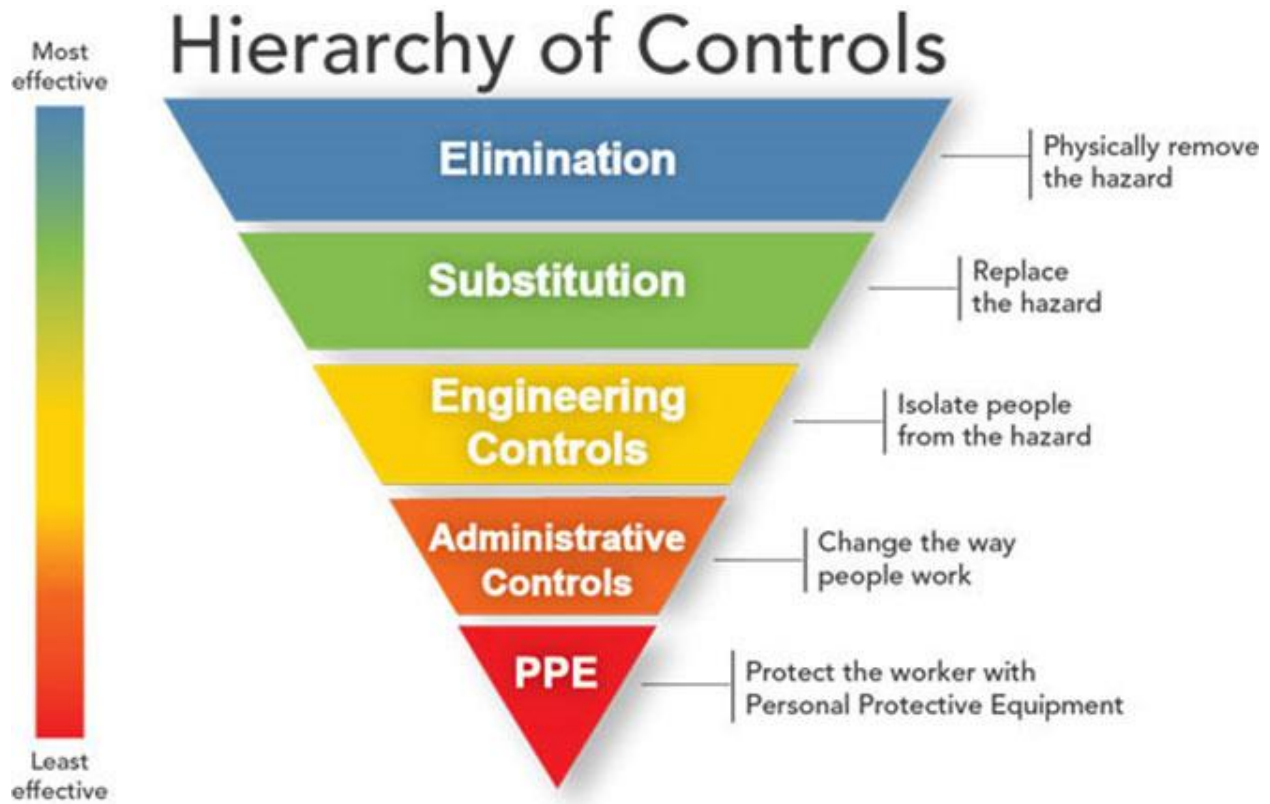 Hierarchy of Controls
Most
effective
Elimination
Physically remove
the hazard
Substitution
Replace
the hazard
Engineering
Controls
Isolate people
from the hazard
Administrative
Controls
Change the way
people work
PPE
Protect the worker with
Personal Protective Equipment
Least
effective